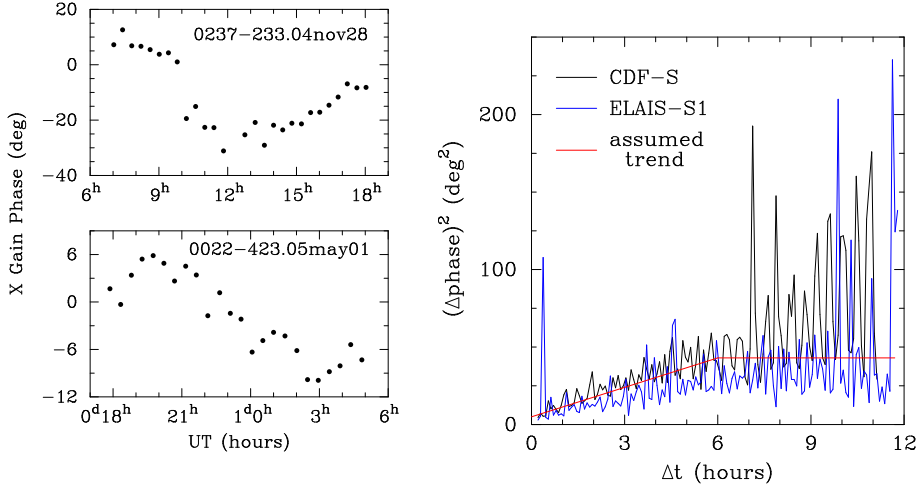 X Gain Phase (deg)
20
0
−20
−40
0237−233.04nov28
6ʰ 9ʰ 12ʰ 15ʰ 18ʰ
6
0
−6
−12
0022−423.05may01
0ᵈ18ʰ 21ʰ 1ᵈ0ʰ 3ʰ 6ʰ
UT (hours)
(Δphase)² (deg²)
200
100
0
CDF−S
ELAIS−S1
assumed
trend
0 3 6 9 12
Δt (hours)